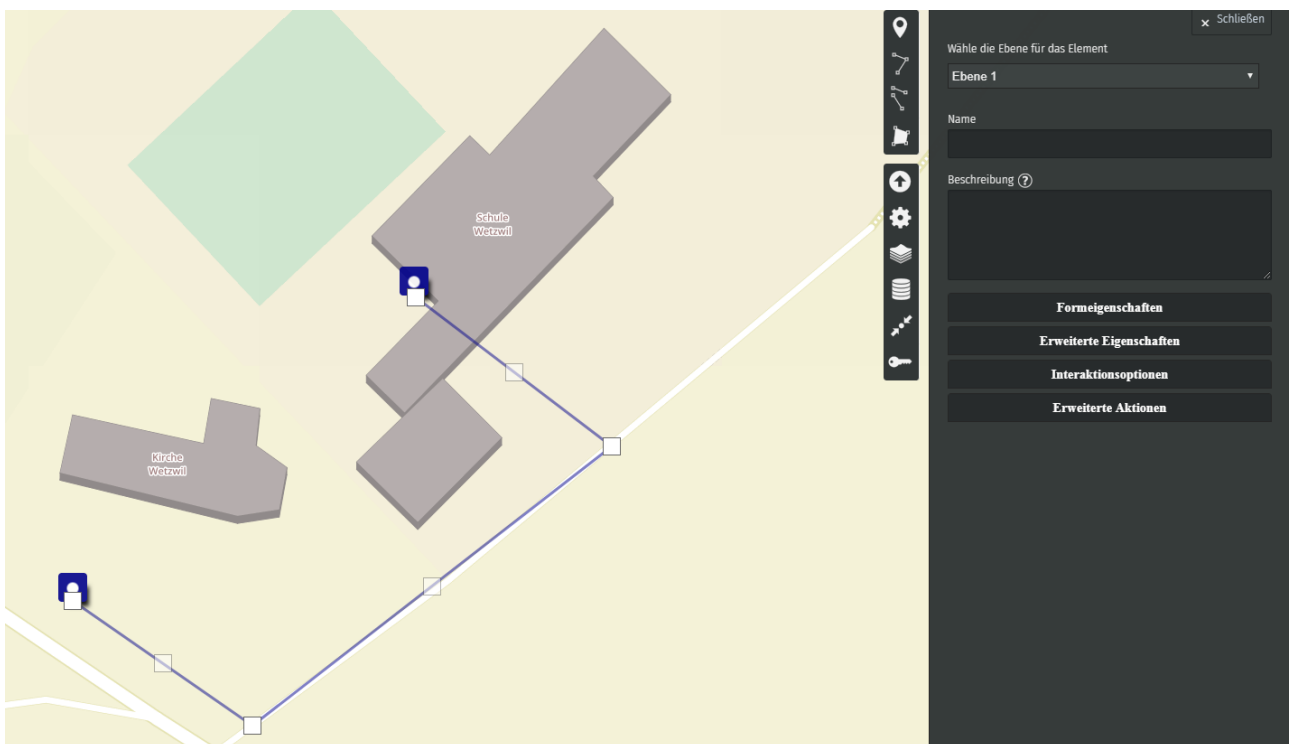 Schule
Wetzwil
Kirche
Wetzwil
× Schließen
Wähle die Ebene für das Element
Ebene 1
Name
Beschreibung ?
Formeigenschaften
Erweiterte Eigenschaften
Interaktionsoptionen
Erweiterte Aktionen